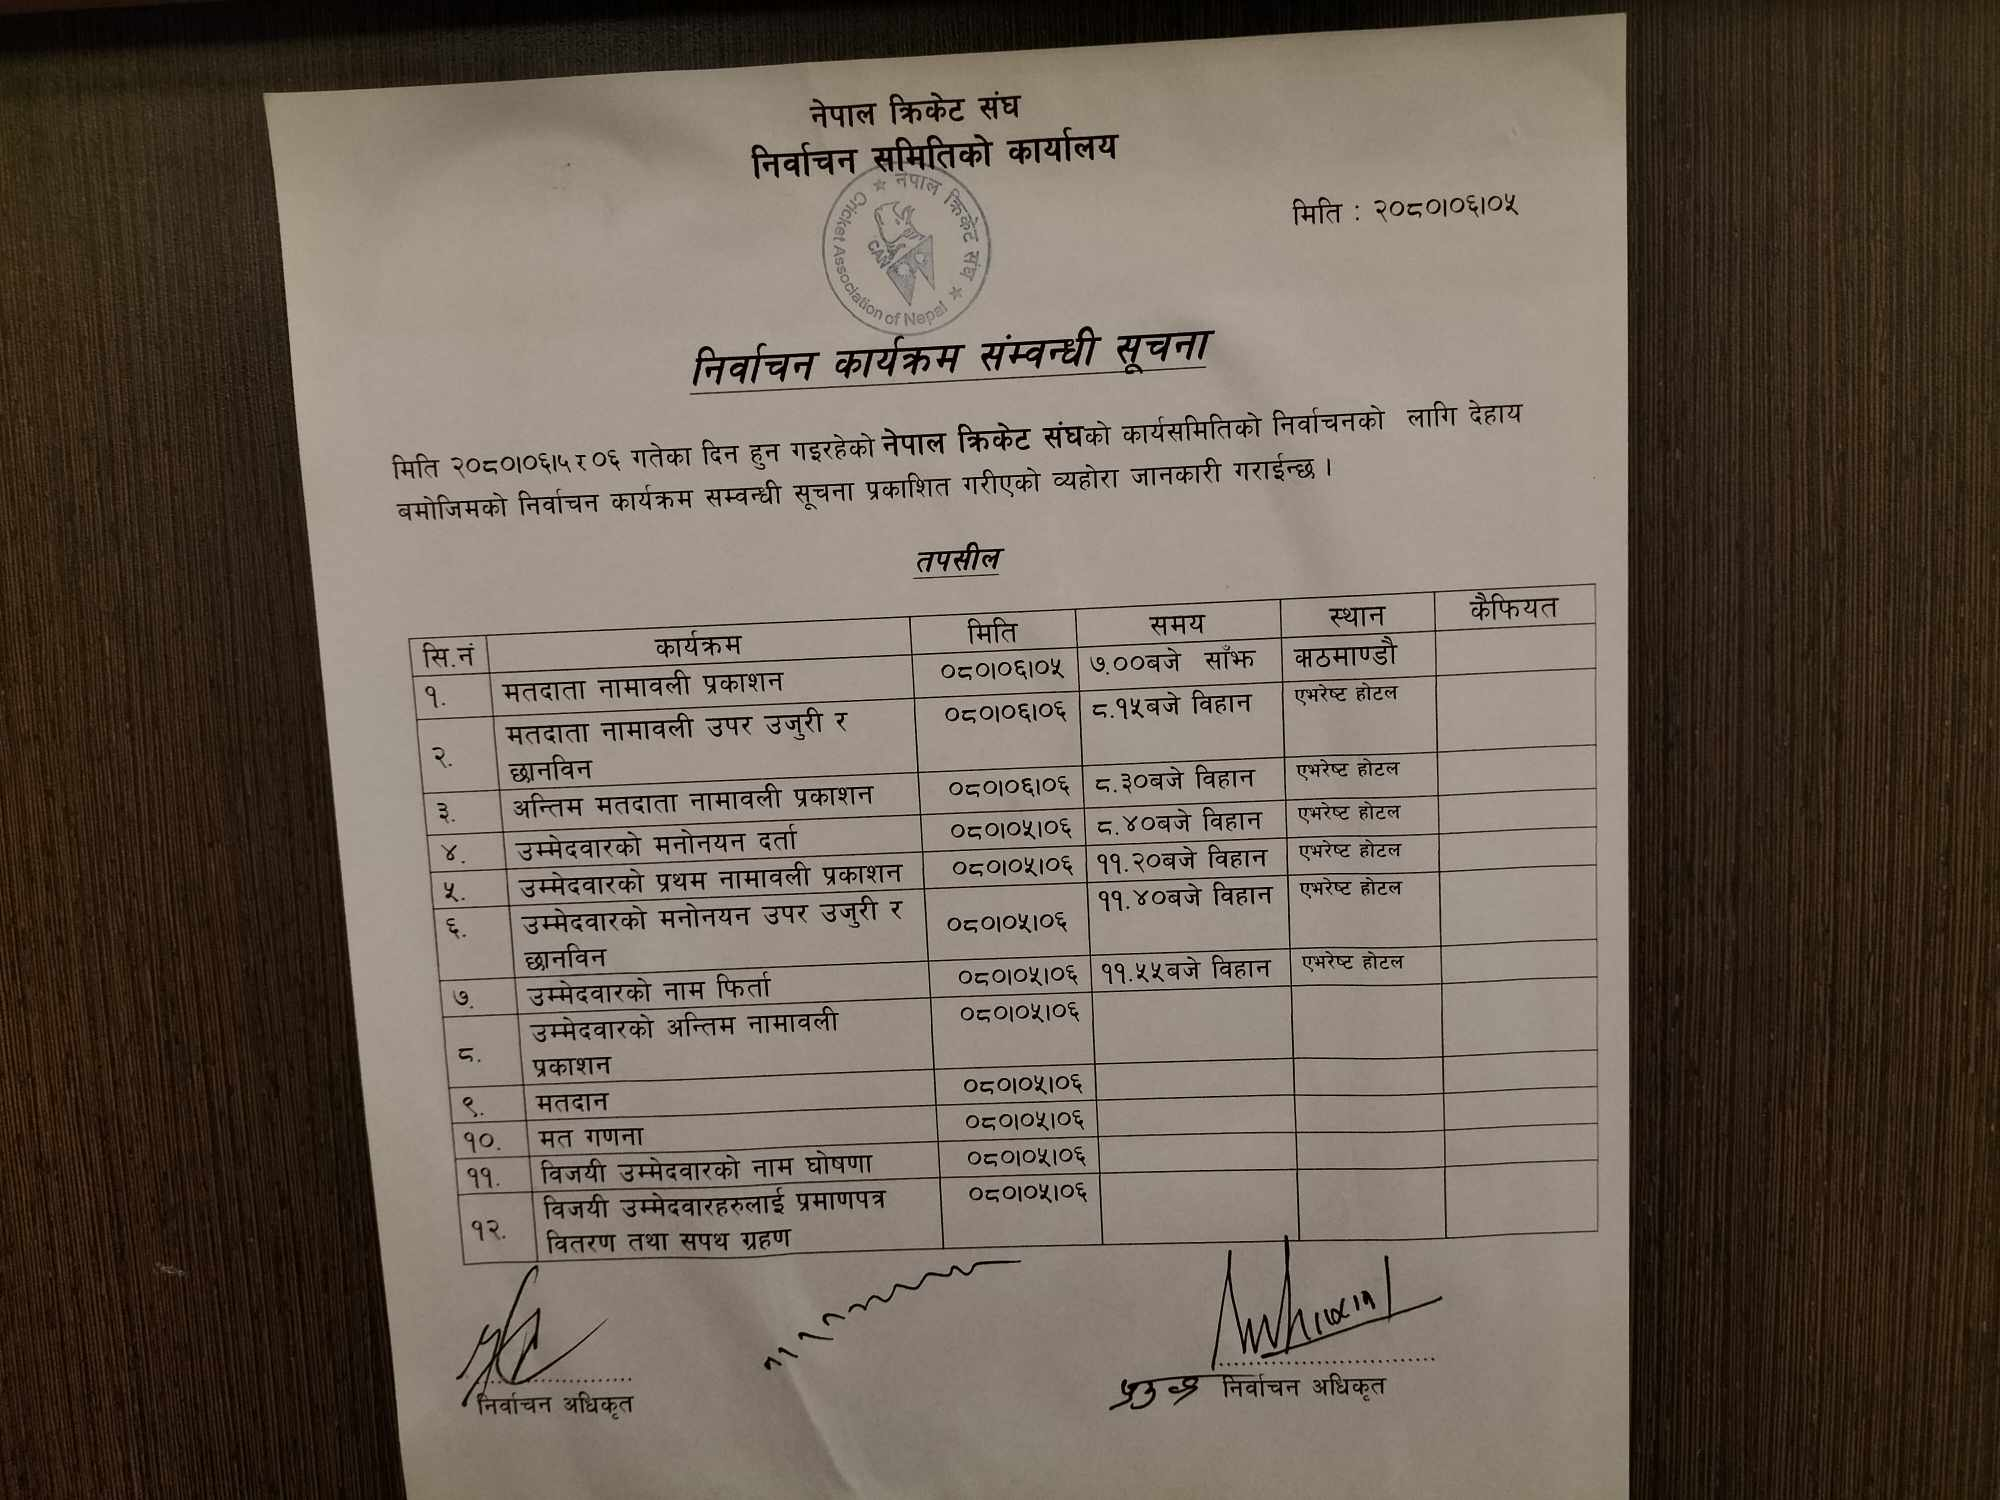 नेपाल क्रिकेट संघ
निर्वाचन समितिको कार्यालय
नेपाल क्रिकेट संघ
CAN
Cricket Association of Nepal
मिति : २०८०।०६।०५
निर्वाचन कार्यक्रम संम्वन्धी सूचना
मिति २०८०।०६।५ र ०६ गतेका दिन हुन गइरहेको नेपाल क्रिकेट संघको कार्यसमितिको निर्वाचनको लागि देहाय
बमोजिमको निर्वाचन कार्यक्रम सम्वन्धी सूचना प्रकाशित गरीएको व्यहोरा जानकारी गराईन्छ ।
तपसील
सि.नं कार्यक्रम मिति समय स्थान कैफियत
१. मतदाता नामावली प्रकाशन ०८०।०६।०५ ७.००बजे साँझ काठमाण्डौ
२. मतदाता नामावली उपर उजुरी र ०८०।०६।०६ ८.१५बजे विहान एभरेष्ट होटल
छानविन
३. अन्तिम मतदाता नामावली प्रकाशन ०८०।०६।०६ ८.३०बजे विहान एभरेष्ट होटल
४. उम्मेदवारको मनोनयन दर्ता ०८०।०५।०६ ८.४०बजे विहान एभरेष्ट होटल
५. उम्मेदवारको प्रथम नामावली प्रकाशन ०८०।०५।०६ ११.२०बजे विहान एभरेष्ट होटल
६. उम्मेदवारको मनोनयन उपर उजुरी र ०८०।०५।०६ ११.४०बजे विहान एभरेष्ट होटल
छानविन
७. उम्मेदवारको नाम फिर्ता ०८०।०५।०६ ११.५५बजे विहान एभरेष्ट होटल
८. उम्मेदवारको अन्तिम नामावली ०८०।०५।०६
प्रकाशन
९. मतदान ०८०।०५।०६
१०. मत गणना ०८०।०५।०६
११. विजयी उम्मेदवारको नाम घोषणा ०८०।०५।०६
१२. विजयी उम्मेदवारहरुलाई प्रमाणपत्र ०८०।०५।०६
वितरण तथा सपथ ग्रहण
निर्वाचन अधिकृत
निर्वाचन अधिकृत